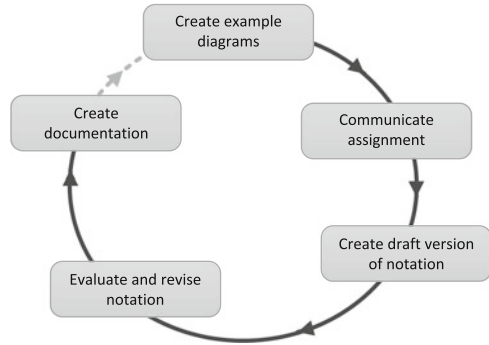 Create example
diagrams
Communicate
assignment
Create draft version
of notation
Evaluate and revise
notation
Create
documentation